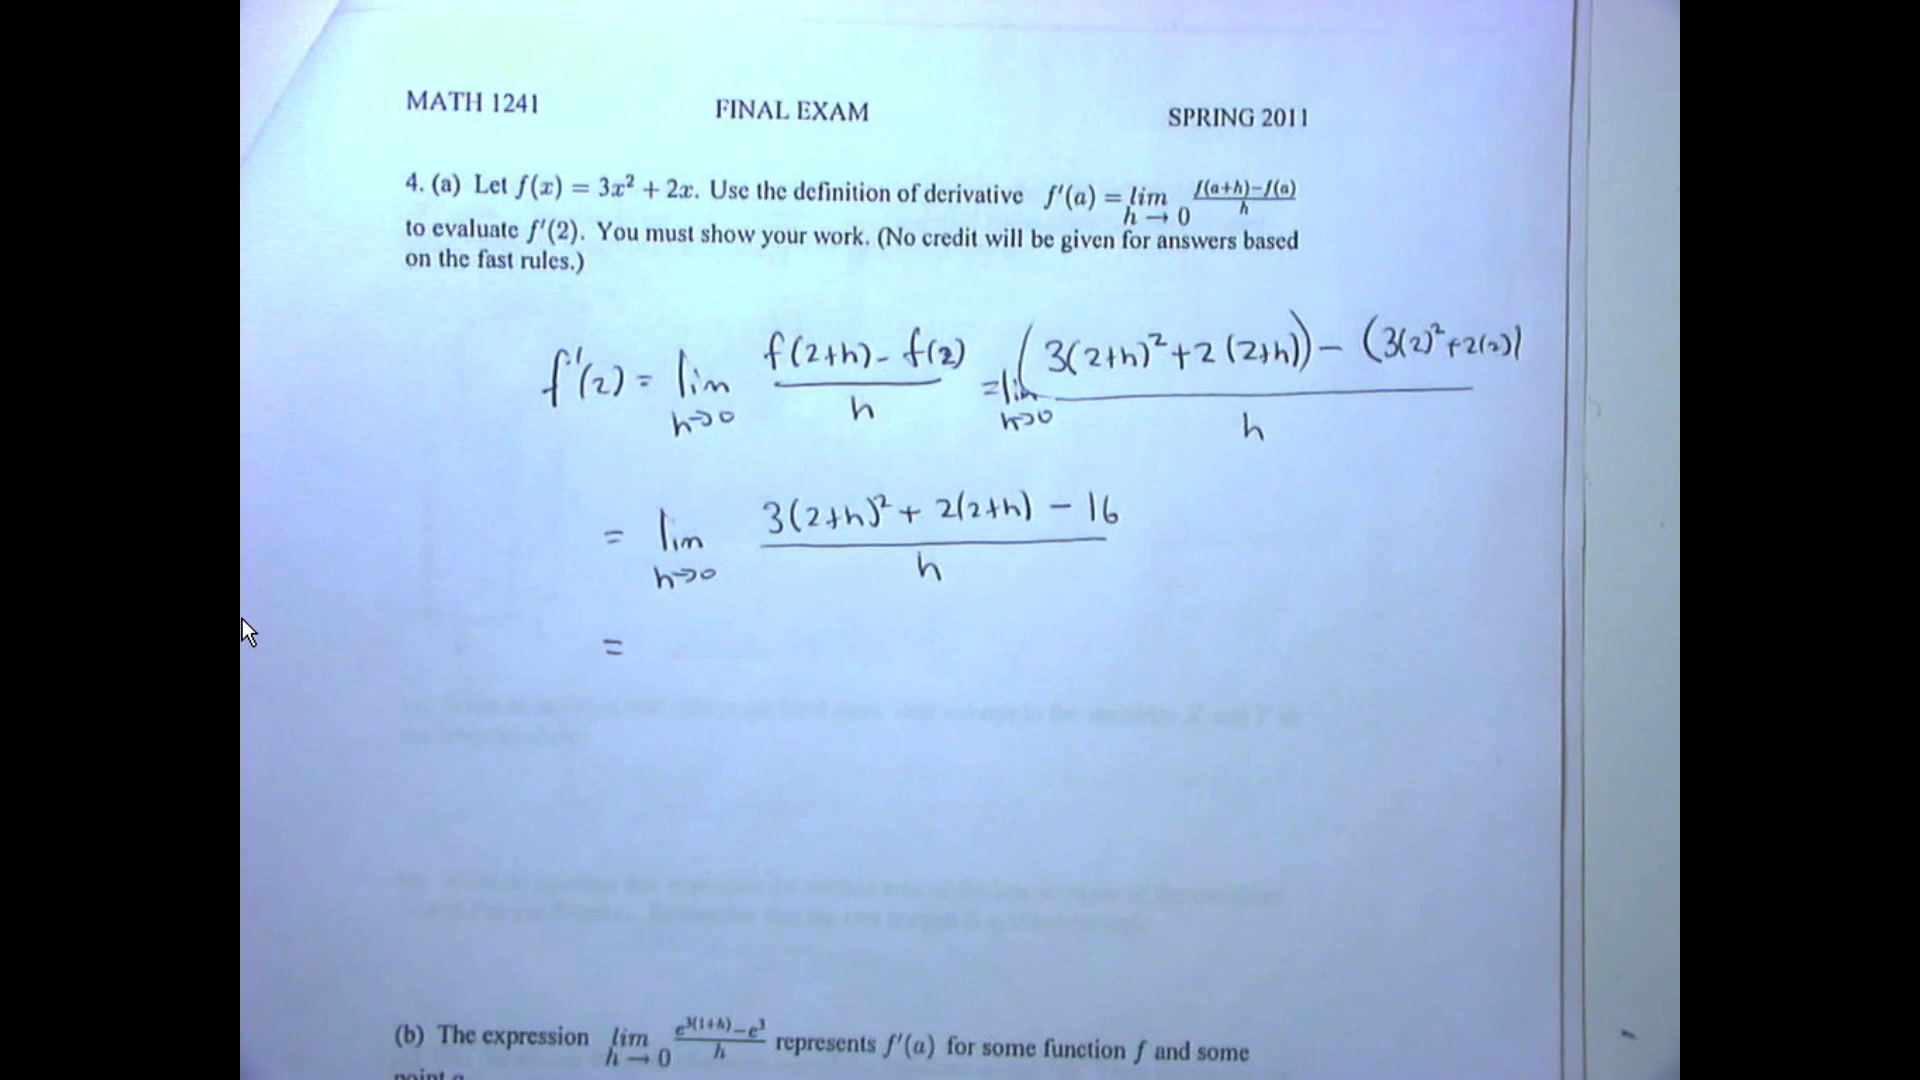 MATH 1241 FINAL EXAM SPRING 2011
4. (a) Let f(x) = 3x² + 2x. Use the definition of derivative f′(a) = lim h → 0 f(a+h)−f(a) / h
to evaluate f′(2). You must show your work. (No credit will be given for answers based
on the fast rules.)
f'(2) = lim h→0 f(2+h) - f(2) / h = lim h→0 (3(2+h)² + 2(2+h)) - (3(2)² + 2(2)) / h
= lim h→0 3(2+h)² + 2(2+h) - 16 / h
=
(b) The expression lim h → 0 e³⁽¹⁺ʰ⁾−e³ / h represents f′(a) for some function f and some
point a